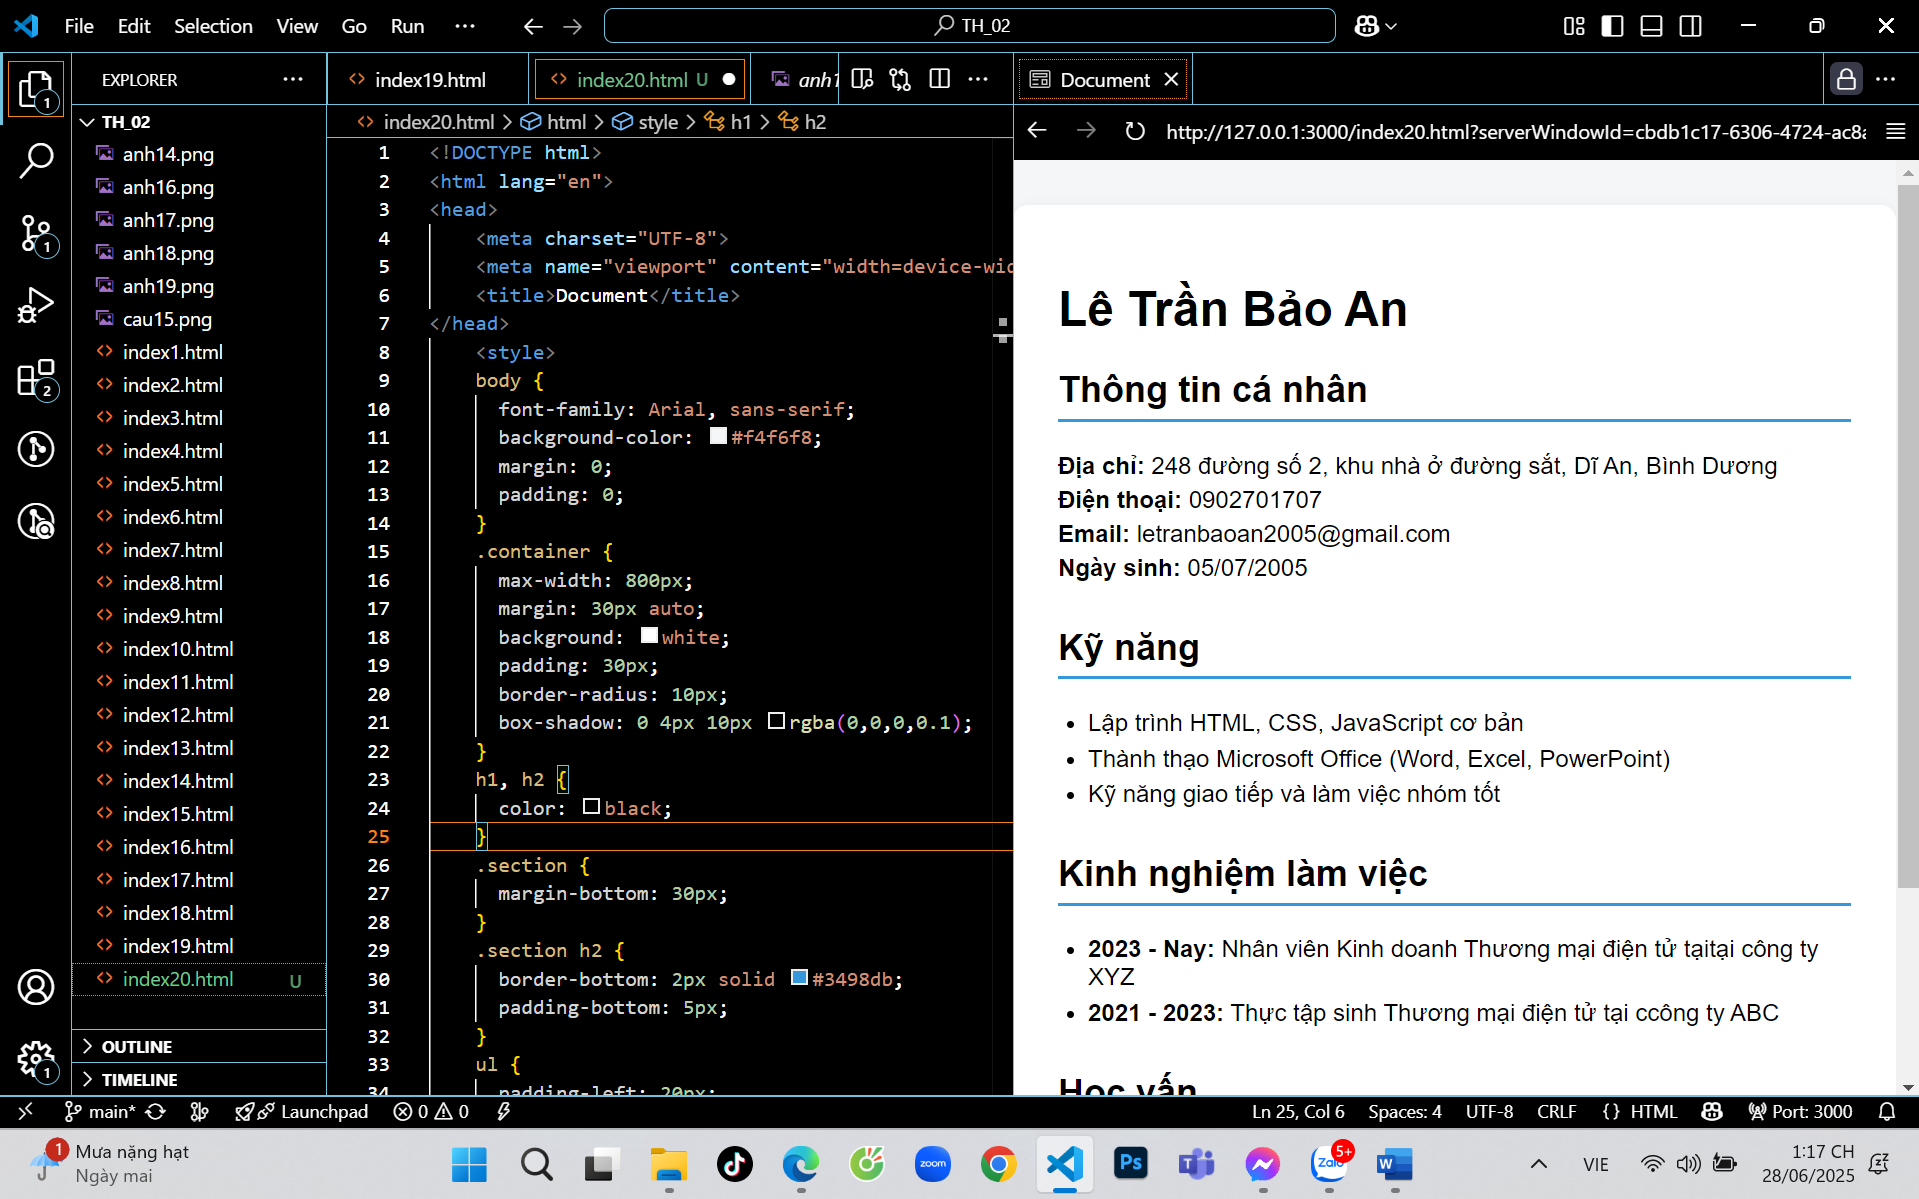 File Edit Selection View Go Run ··· TH_02
EXPLORER
TH_02
anh14.png
anh16.png
anh17.png
anh18.png
anh19.png
cau15.png
index1.html
index2.html
index3.html
index4.html
index5.html
index6.html
index7.html
index8.html
index9.html
index10.html
index11.html
index12.html
index13.html
index14.html
index15.html
index16.html
index17.html
index18.html
index19.html
index20.html U
OUTLINE
TIMELINE
1
1
2
1
index19.html index20.html U anh1
index20.html > html > style > h1 > h2
1 <!DOCTYPE html>
2 <html lang="en">
3 <head>
4 <meta charset="UTF-8">
5 <meta name="viewport" content="width=device-wid
6 <title>Document</title>
7 </head>
8 <style>
9 body {
10 font-family: Arial, sans-serif;
11 background-color: #f4f6f8;
12 margin: 0;
13 padding: 0;
14 }
15 .container {
16 max-width: 800px;
17 margin: 30px auto;
18 background: white;
19 padding: 30px;
20 border-radius: 10px;
21 box-shadow: 0 4px 10px rgba(0,0,0,0.1);
22 }
23 h1, h2 {
24 color: black;
25 }
26 .section {
27 margin-bottom: 30px;
28 }
29 .section h2 {
30 border-bottom: 2px solid #3498db;
31 padding-bottom: 5px;
32 }
33 ul {
34 padding-left: 20px;
Document
http://127.0.0.1:3000/index20.html?serverWindowId=cbdb1c17-6306-4724-ac8a
Lê Trần Bảo An
Thông tin cá nhân
Địa chỉ: 248 đường số 2, khu nhà ở đường sắt, Dĩ An, Bình Dương
Điện thoại: 0902701707
Email: letranbaoan2005@gmail.com
Ngày sinh: 05/07/2005
Kỹ năng
Lập trình HTML, CSS, JavaScript cơ bản
Thành thạo Microsoft Office (Word, Excel, PowerPoint)
Kỹ năng giao tiếp và làm việc nhóm tốt
Kinh nghiệm làm việc
2023 - Nay: Nhân viên Kinh doanh Thương mại điện tử tạitại công ty
XYZ
2021 - 2023: Thực tập sinh Thương mại điện tử tại ccông ty ABC
Học vấn
main* Launchpad 0 0 Ln 25, Col 6 Spaces: 4 UTF-8 CRLF {} HTML Port: 3000
1 Mưa nặng hạt
Ngày mai
zoom Ps T Zalo 5+ W
VIE
1:17 CH
28/06/2025